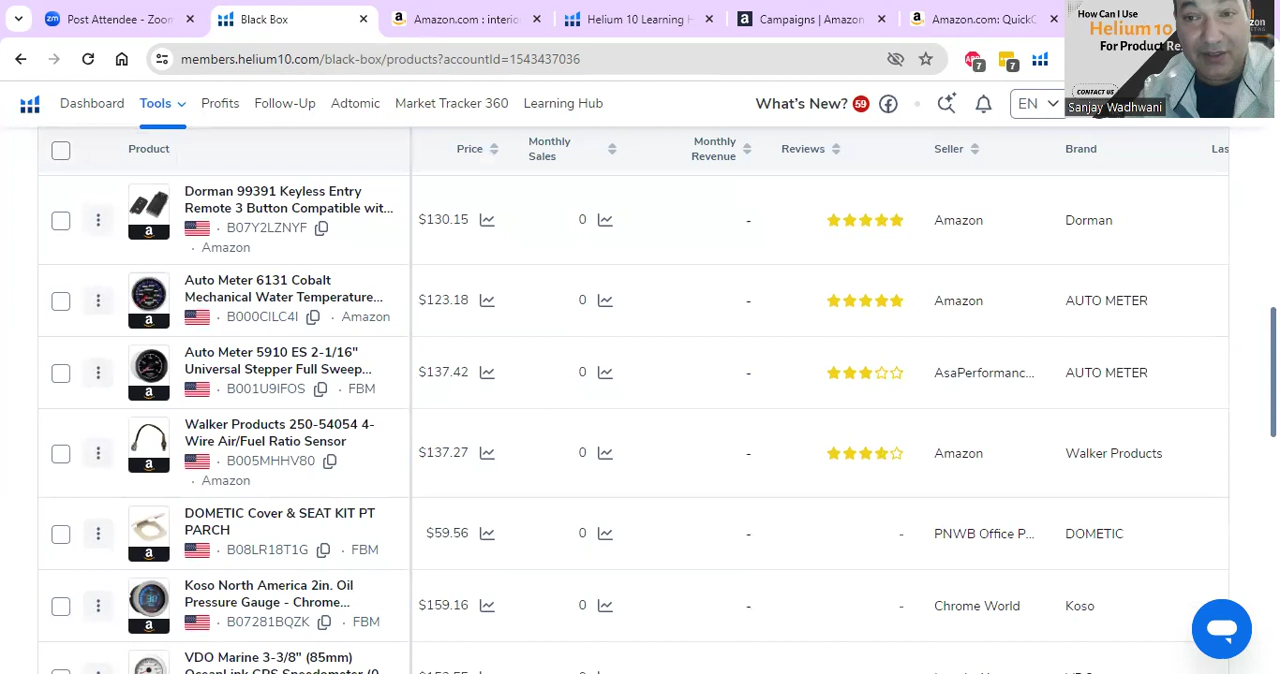 Post Attendee - Zoom
Black Box
Amazon.com : interio
Helium 10 Learning H
Campaigns | Amazon
Amazon.com: QuickC
members.helium10.com/black-box/products?accountId=1543437036
7
7
How Can I Use
Helium 10
For Product Re
CONTACT US
Sanjay Wadhwani
Dashboard
Tools
Profits
Follow-Up
Adtomic
Market Tracker 360
Learning Hub
What's New? 59
EN
Product
Price
Monthly
Sales
Monthly
Revenue
Reviews
Seller
Brand
Las
Dorman 99391 Keyless Entry
Remote 3 Button Compatible wit...
· B07Y2LZNYF
· Amazon
$130.15
0
-
Amazon
Dorman
Auto Meter 6131 Cobalt
Mechanical Water Temperature...
· B000CILC4I · Amazon
$123.18
0
-
Amazon
AUTO METER
Auto Meter 5910 ES 2-1/16"
Universal Stepper Full Sweep...
· B001U9IFOS · FBM
$137.42
0
-
AsaPerformanc...
AUTO METER
Walker Products 250-54054 4-
Wire Air/Fuel Ratio Sensor
· B005MHHV80
· Amazon
$137.27
0
-
Amazon
Walker Products
DOMETIC Cover & SEAT KIT PT
PARCH
· B08LR18T1G · FBM
$59.56
0
-
-
PNWB Office P...
DOMETIC
Koso North America 2in. Oil
Pressure Gauge - Chrome...
· B07281BQZK · FBM
$159.16
0
-
-
Chrome World
Koso
VDO Marine 3-3/8" (85mm)